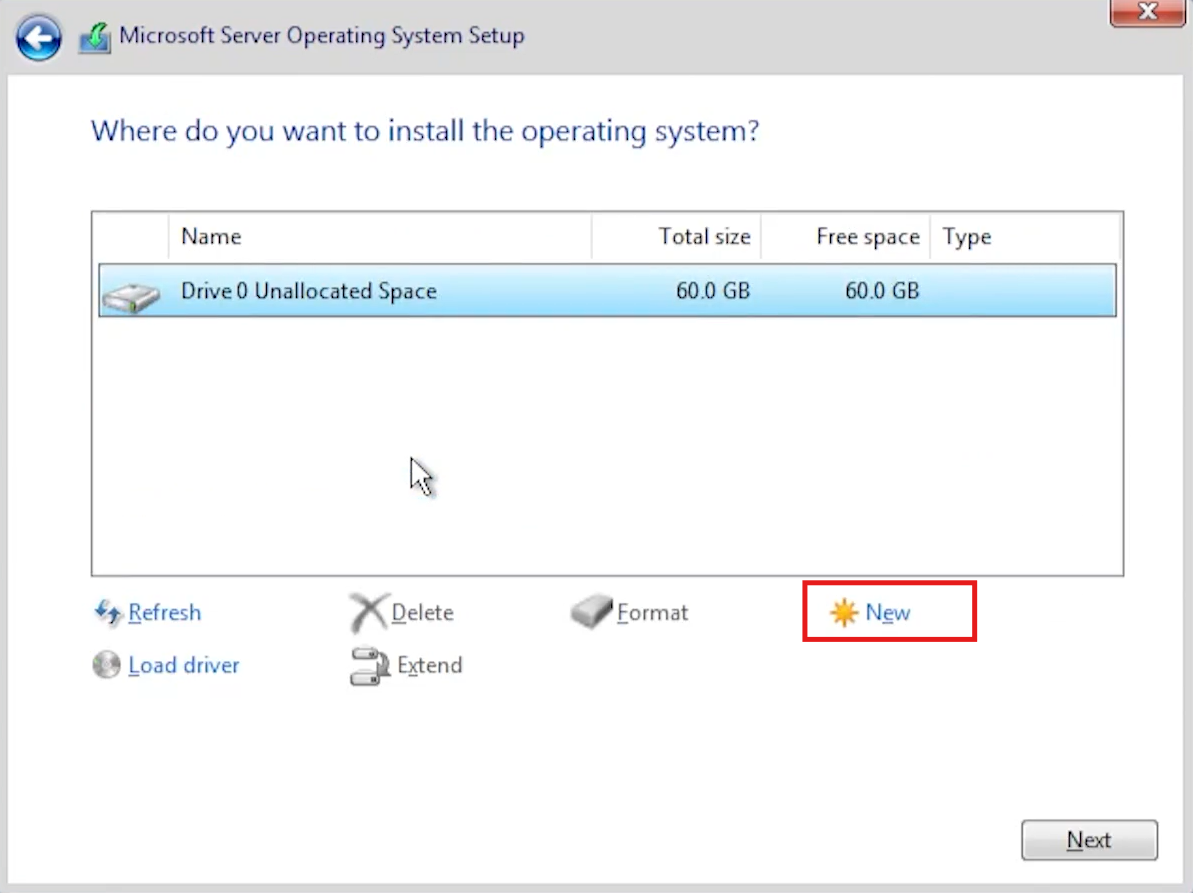 Microsoft Server Operating System Setup
X
Where do you want to install the operating system?
Name Total size Free space Type
Drive 0 Unallocated Space 60.0 GB 60.0 GB
Refresh Delete Format New
Load driver Extend
Next